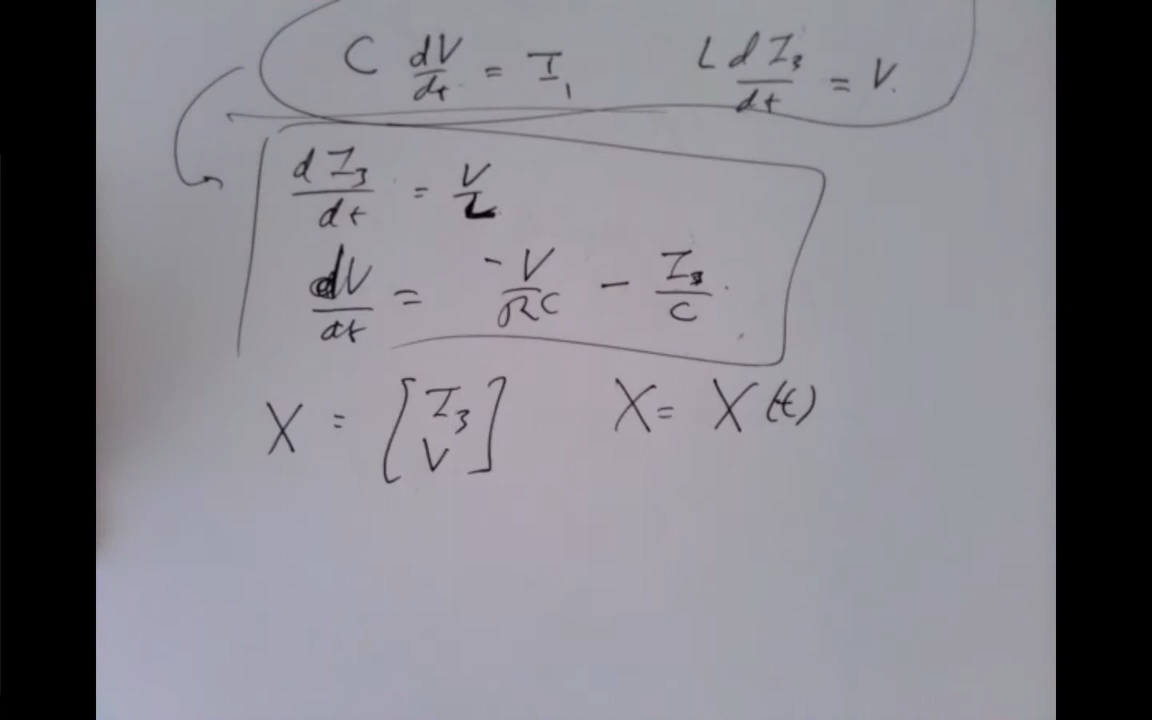 C dV/dt = I₁ L dI₃/dt = V.
dI₃/dt = V/L
dV/dt = -V/RC - I₃/C.
X = [I₃ V] X = X(t)